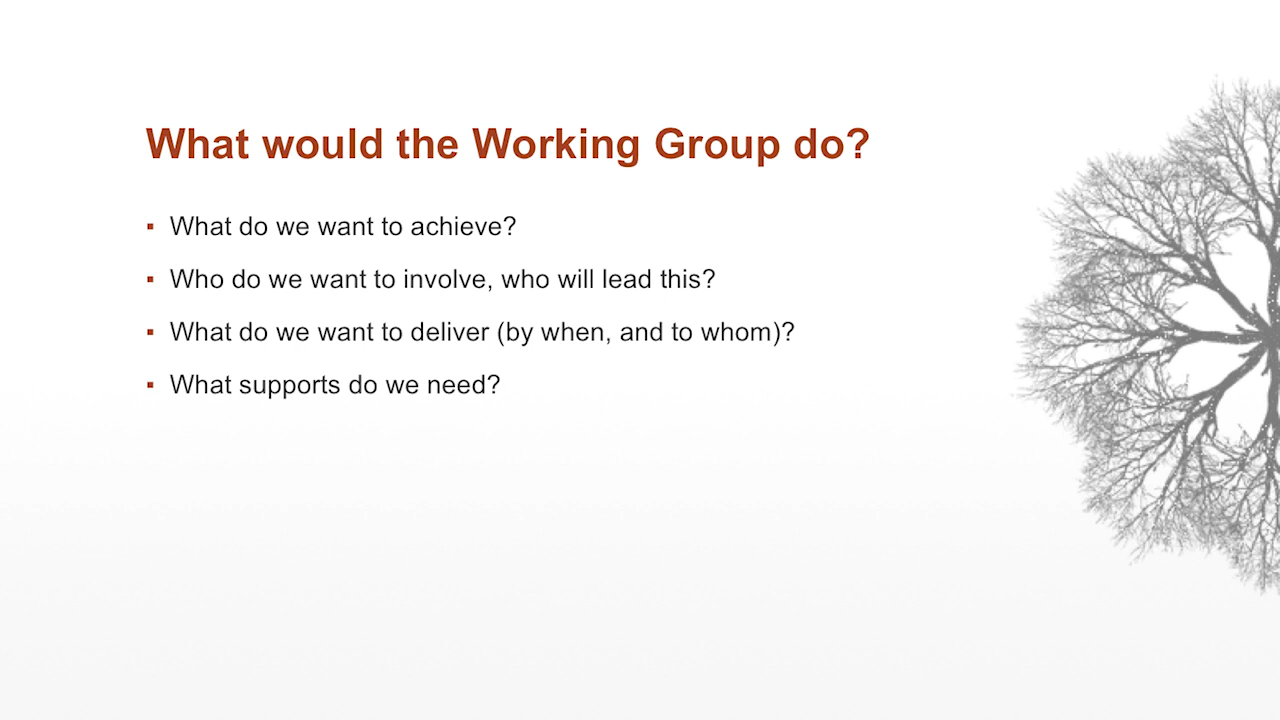 What would the Working Group do?
▪ What do we want to achieve?
▪ Who do we want to involve, who will lead this?
▪ What do we want to deliver (by when, and to whom)?
▪ What supports do we need?